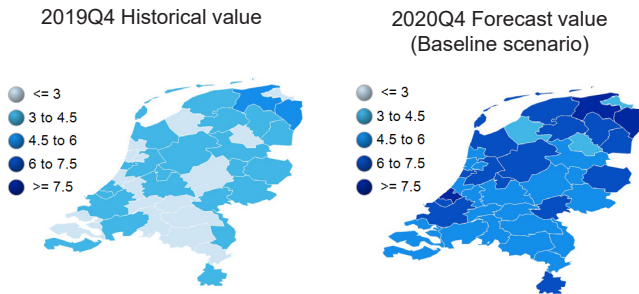 2019Q4 Historical value
<= 3
3 to 4.5
4.5 to 6
6 to 7.5
>= 7.5
2020Q4 Forecast value
(Baseline scenario)
<= 3
3 to 4.5
4.5 to 6
6 to 7.5
>= 7.5